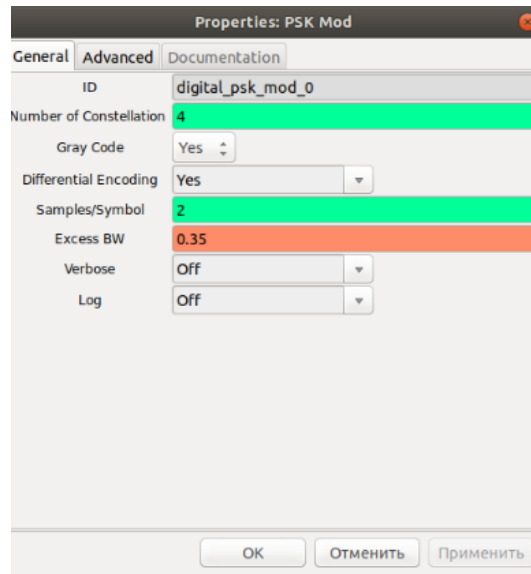 Properties: PSK Mod
General Advanced Documentation
ID digital_psk_mod_0
Number of Constellation 4
Gray Code Yes
Differential Encoding Yes
Samples/Symbol 2
Excess BW 0.35
Verbose Off
Log Off
OK Отменить Применить